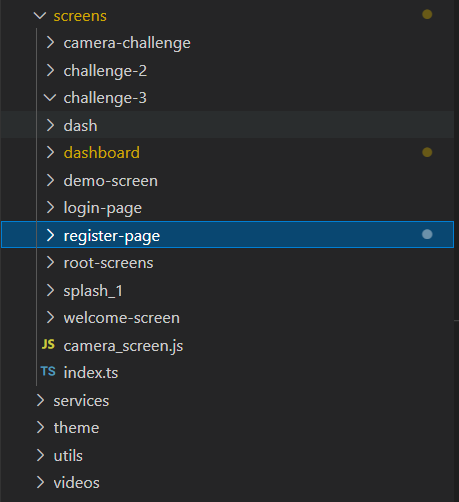 screens
camera-challenge
challenge-2
challenge-3
dash
dashboard
demo-screen
login-page
register-page
root-screens
splash_1
welcome-screen
JS camera_screen.js
TS index.ts
services
theme
utils
videos